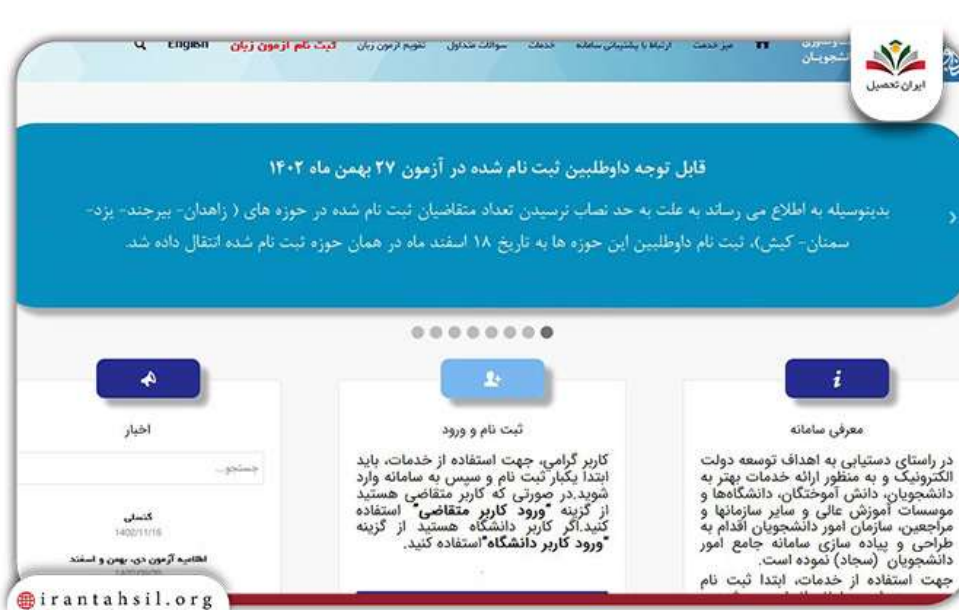 میز خدمت ارتباط با پشتیبانی سامانه خدمات سوالات متداول تقویم آزمون زبان ثبت نام آزمون زبان English
دانشجویان
ایران تحصیل
قابل توجه داوطلبین ثبت نام شده در آزمون ۲۷ بهمن ماه ۱۴۰۲
بدینوسیله به اطلاع می رساند به علت به حد نصاب نرسیدن تعداد متقاضیان ثبت نام شده در حوزه های ( زاهدان- بیرجند- یزد-
سمنان- کیش)، ثبت نام داوطلبین این حوزه ها به تاریخ ۱۸ اسفند ماه در همان حوزه ثبت نام شده انتقال داده شد.
معرفی سامانه
در راستای دستیابی به اهداف توسعه دولت
الکترونیک و به منظور ارائه خدمات بهتر به
دانشجویان، دانش آموختگان، دانشگاه‌ها و
موسسات آموزش عالی و سایر سازمانها و
مراجعین، سازمان امور دانشجویان اقدام به
طراحی و پیاده سازی سامانه جامع امور
دانشجویان (سجاد) نموده است.
جهت استفاده از خدمات، ابتدا ثبت نام
ثبت نام و ورود
کاربر گرامی، جهت استفاده از خدمات، باید
ابتدا یکبار ثبت نام و سپس به سامانه وارد
شوید.در صورتی که کاربر متقاضی هستید
از گزینه "ورود کاربر متقاضی" استفاده
کنید.اگر کاربر دانشگاه هستید از گزینه
"ورود کاربر دانشگاه"استفاده کنید.
اخبار
جستجو...
کنسلی
1402/11/16
اطلاعیه آزمون دی، بهمن و اسفند
irantahsil.org